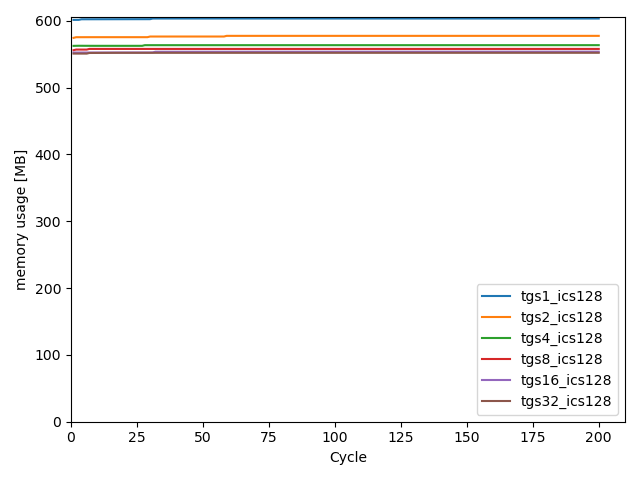 600
500
400
300
200
100
0
memory usage [MB]
0 25 50 75 100 125 150 175 200
Cycle
tgs1_ics128
tgs2_ics128
tgs4_ics128
tgs8_ics128
tgs16_ics128
tgs32_ics128